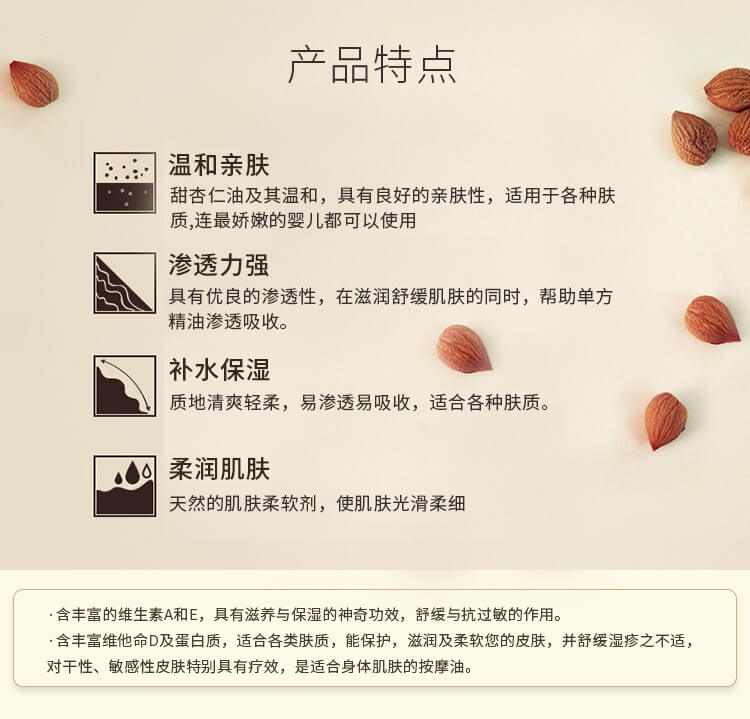 产品特点
温和亲肤
甜杏仁油及其温和，具有良好的亲肤性，适用于各种肤
质,连最娇嫩的婴儿都可以使用
渗透力强
具有优良的渗透性，在滋润舒缓肌肤的同时，帮助单方
精油渗透吸收。
补水保湿
质地清爽轻柔，易渗透易吸收，适合各种肤质。
柔润肌肤
天然的肌肤柔软剂，使肌肤光滑柔细
·含丰富的维生素A和E，具有滋养与保湿的神奇功效，舒缓与抗过敏的作用。
·含丰富维他命D及蛋白质，适合各类肤质，能保护，滋润及柔软您的皮肤，并舒缓湿疹之不适，
对干性、敏感性皮肤特别具有疗效，是适合身体肌肤的按摩油。